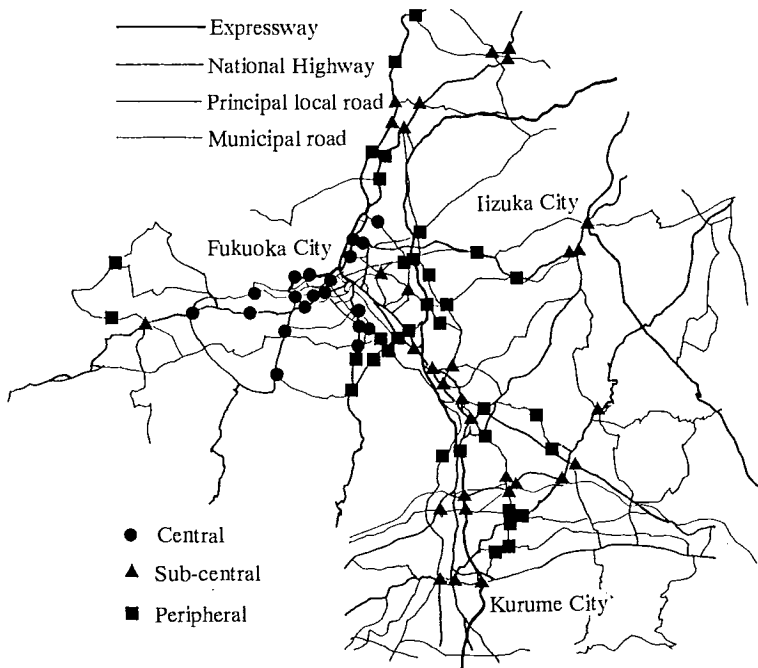 Expressway
National Highway
Principal local road
Municipal road
Iizuka City
Fukuoka City
Central
Sub-central
Peripheral
Kurume City